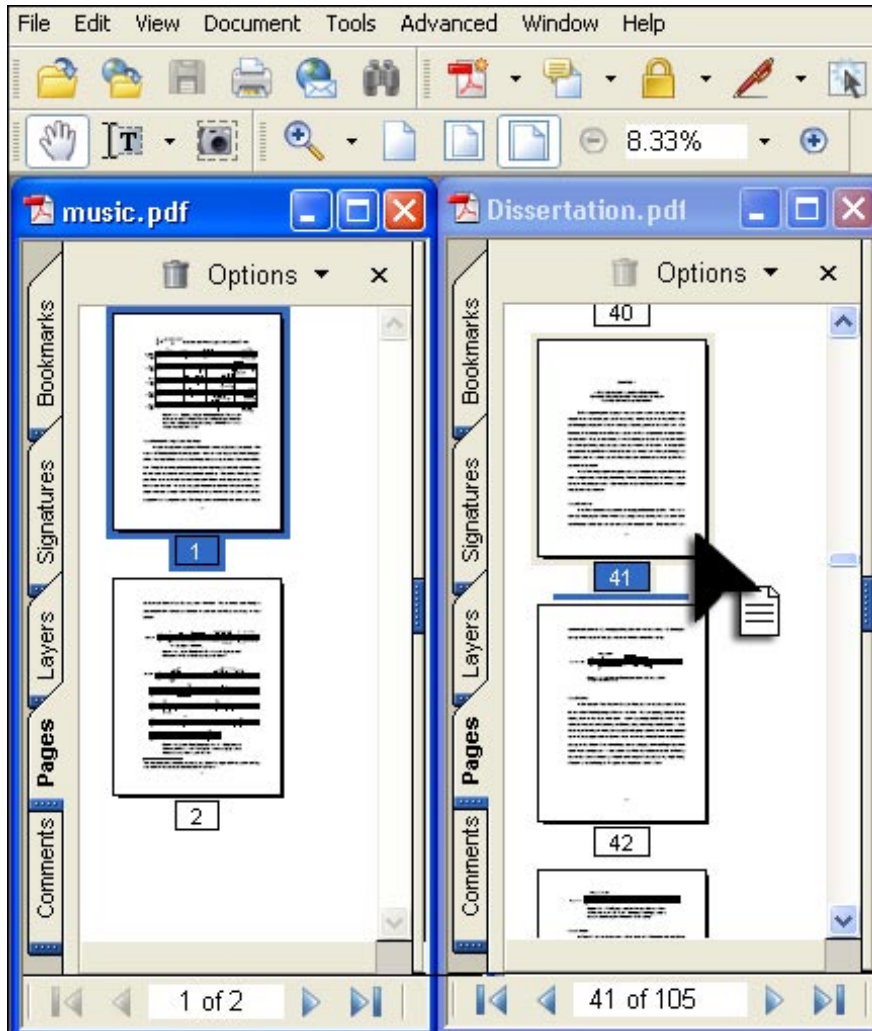 File Edit View Document Tools Advanced Window Help
T 8.33%
music.pdf
Options
Bookmarks
Signatures
Layers
Pages
Comments
1
2
1 of 2
Dissertation.pdf
Options
Bookmarks
Signatures
Layers
Pages
Comments
40
41
42
41 of 105